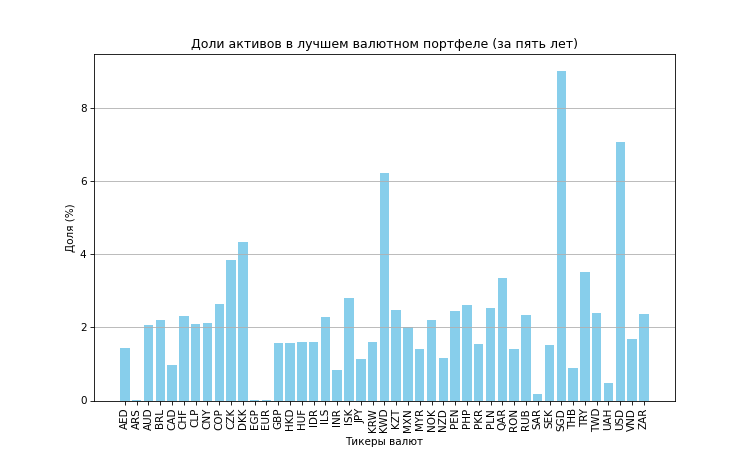 Доли активов в лучшем валютном портфеле (за пять лет)
Доля (%)
8
6
4
2
0
AED ARS AUD BRL CAD CHF CLP CNY COP CZK DKK EGP EUR GBP HKD HUF IDR ILS INR ISK JPY KRW KWD KZT MXN MYR NOK NZD PEN PHP PKR PLN QAR RON RUB SAR SEK SGD THB TRY TWD UAH USD VND ZAR
Тикеры валют